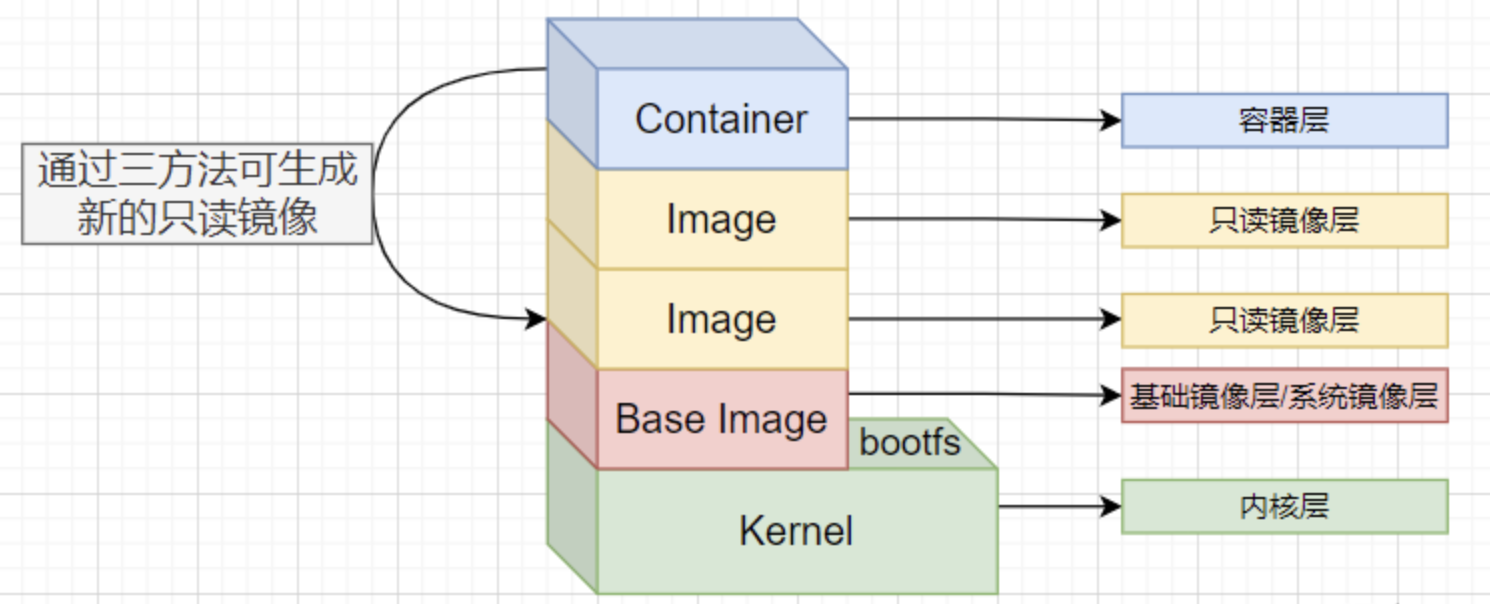 Container
容器层
通过三方法可生成
新的只读镜像
Image
只读镜像层
Image
只读镜像层
Base Image
基础镜像层/系统镜像层
bootfs
Kernel
内核层